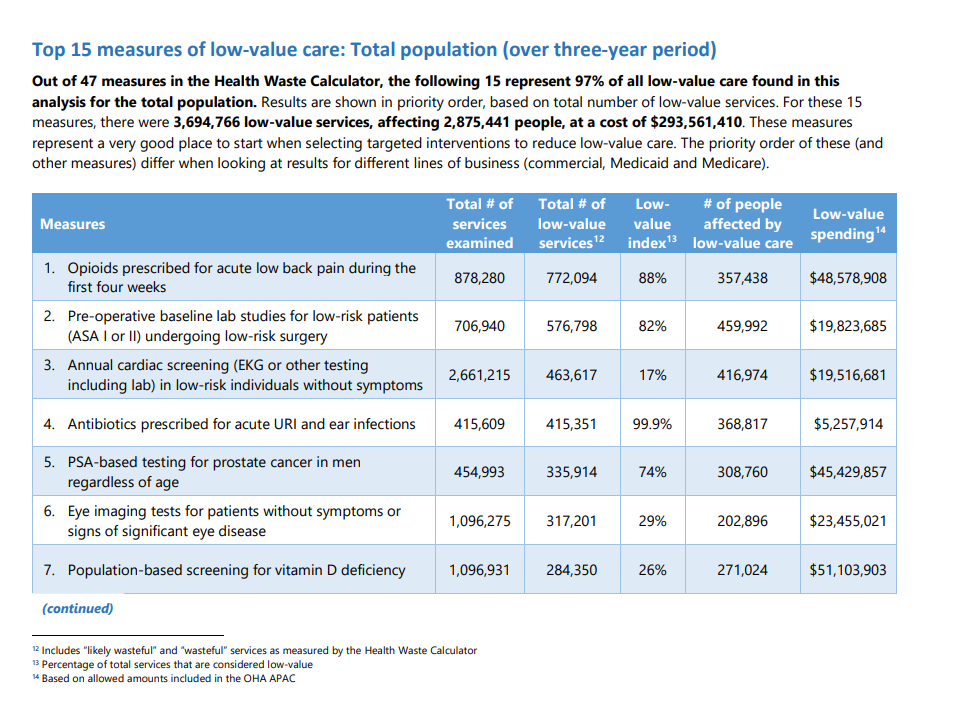 Top 15 measures of low-value care: Total population (over three-year period)
Out of 47 measures in the Health Waste Calculator, the following 15 represent 97% of all low-value care found in this
analysis for the total population. Results are shown in priority order, based on total number of low-value services. For these 15
measures, there were 3,694,766 low-value services, affecting 2,875,441 people, at a cost of $293,561,410. These measures
represent a very good place to start when selecting targeted interventions to reduce low-value care. The priority order of these (and
other measures) differ when looking at results for different lines of business (commercial, Medicaid and Medicare).
Measures
Total # of
services
examined
Total # of
low-value
services12
Low-
value
index13
# of people
affected by
low-value care
Low-value
spending14
1. Opioids prescribed for acute low back pain during the
first four weeks
878,280
772,094
88%
357,438
$48,578,908
2. Pre-operative baseline lab studies for low-risk patients
(ASA I or II) undergoing low-risk surgery
706,940
576,798
82%
459,992
$19,823,685
3. Annual cardiac screening (EKG or other testing
including lab) in low-risk individuals without symptoms
2,661,215
463,617
17%
416,974
$19,516,681
4. Antibiotics prescribed for acute URI and ear infections
415,609
415,351
99.9%
368,817
$5,257,914
5. PSA-based testing for prostate cancer in men
regardless of age
454,993
335,914
74%
308,760
$45,429,857
6. Eye imaging tests for patients without symptoms or
signs of significant eye disease
1,096,275
317,201
29%
202,896
$23,455,021
7. Population-based screening for vitamin D deficiency
1,096,931
284,350
26%
271,024
$51,103,903
(continued)
12 Includes “likely wasteful” and “wasteful” services as measured by the Health Waste Calculator
13 Percentage of total services that are considered low-value
14 Based on allowed amounts included in the OHA APAC